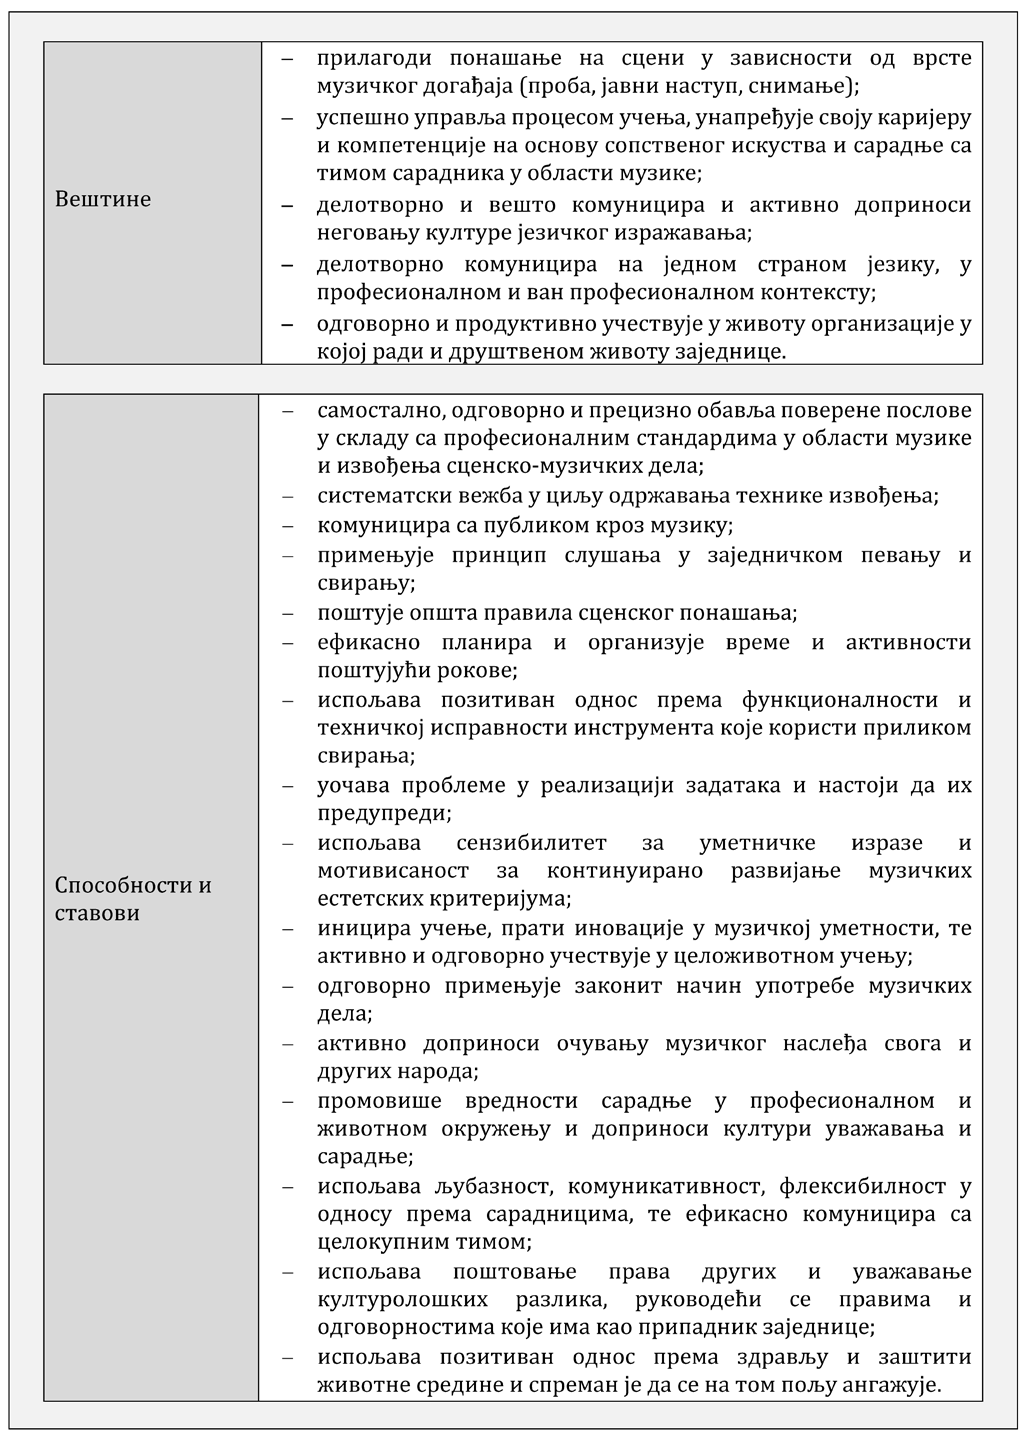 Вештине
– прилагоди понашање на сцени у зависности од врсте
музичког догађаја (проба, јавни наступ, снимање);
– успешно управља процесом учења, унапређује своју каријеру
и компетенције на основу сопственог искуства и сарадње са
тимом сарадника у области музике;
– делотворно и вешто комуницира и активно доприноси
неговању културе језичког изражавања;
– делотворно комуницира на једном страном језику, у
професионалном и ван професионалном контексту;
– одговорно и продуктивно учествује у животу организације у
којој ради и друштвеном животу заједнице.
Способности и
ставови
– самостално, одговорно и прецизно обавља поверене послове
у складу са професионалним стандардима у области музике
и извођења сценско-музичких дела;
– систематски вежба у циљу одржавања технике извођења;
– комуницира са публиком кроз музику;
– примењује принцип слушања у заједничком певању и
свирању;
– поштује општа правила сценског понашања;
– ефикасно планира и организује време и активности
поштујући рокове;
– испољава позитиван однос према функционалности и
техничкој исправности инструмента које користи приликом
свирања;
– уочава проблеме у реализацији задатака и настоји да их
предупреди;
– испољава сензибилитет за уметничке изразе и
мотивисаност за континуирано развијање музичких
естетских критеријума;
– иницира учење, прати иновације у музичкој уметности, те
активно и одговорно учествује у целоживотном учењу;
– одговорно примењује законит начин употребе музичких
дела;
– активно доприноси очувању музичког наслеђа свога и
других народа;
– промовише вредности сарадње у професионалном и
животном окружењу и доприноси култури уважавања и
сарадње;
– испољава љубазност, комуникативност, флексибилност у
односу према сарадницима, те ефикасно комуницира са
целокупним тимом;
– испољава поштовање права других и уважавање
културолошких разлика, руководећи се правима и
одговорностима које има као припадник заједнице;
– испољава позитиван однос према здрављу и заштити
животне средине и спреман је да се на том пољу ангажује.